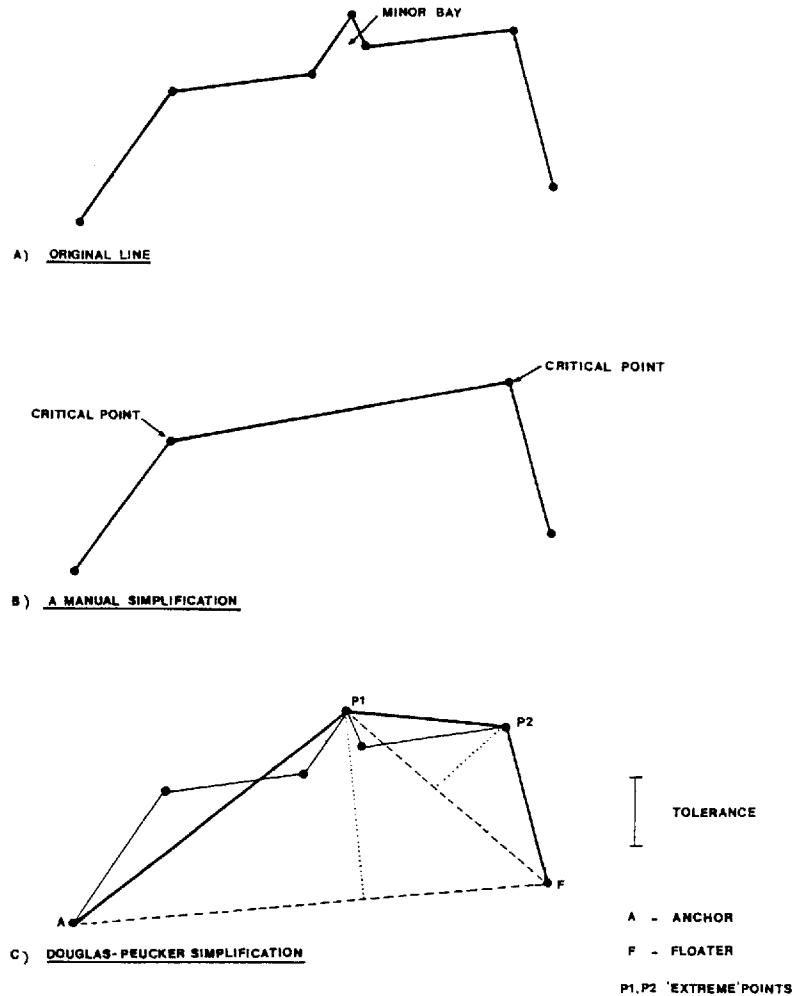 MINOR BAY
A) ORIGINAL LINE
CRITICAL POINT
CRITICAL POINT
B) A MANUAL SIMPLIFICATION
P1
P2
TOLERANCE
A
F
A - ANCHOR
C) DOUGLAS-PEUCKER SIMPLIFICATION
F - FLOATER
P1,P2 'EXTREME' POINTS